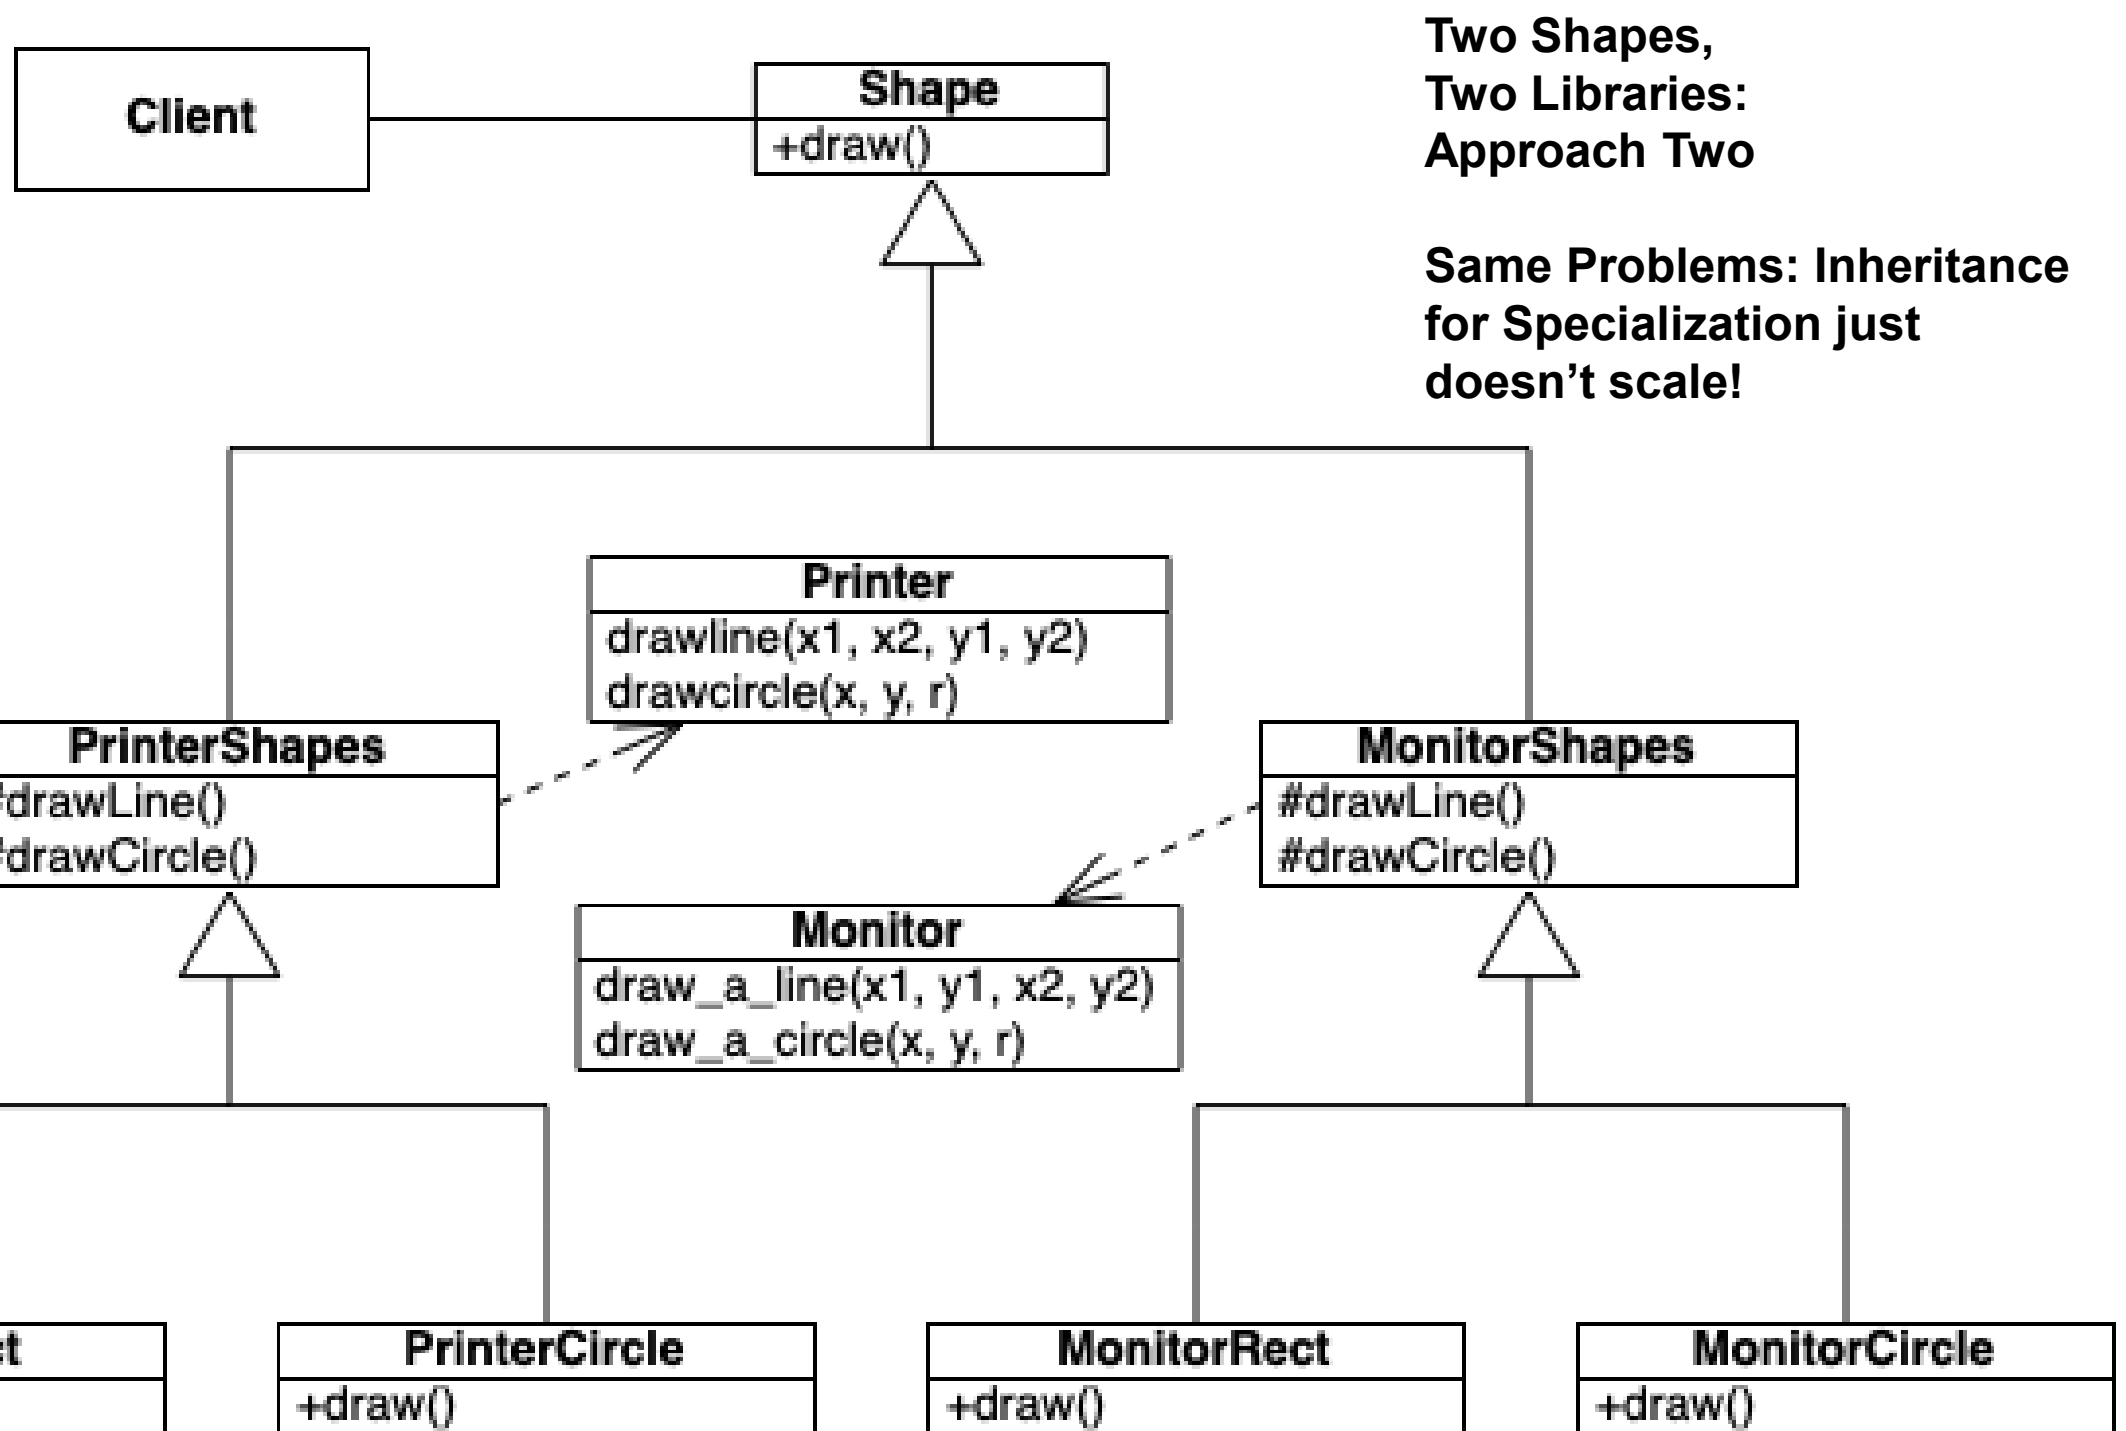 Two Shapes,
Two Libraries:
Approach Two
Same Problems: Inheritance
for Specialization just
doesn’t scale!
Client
Shape
+draw()
Printer
drawline(x1, x2, y1, y2)
drawcircle(x, y, r)
PrinterShapes
#drawLine()
#drawCircle()
MonitorShapes
#drawLine()
#drawCircle()
Monitor
draw_a_line(x1, y1, x2, y2)
draw_a_circle(x, y, r)
PrinterCircle
+draw()
MonitorRect
+draw()
MonitorCircle
+draw()